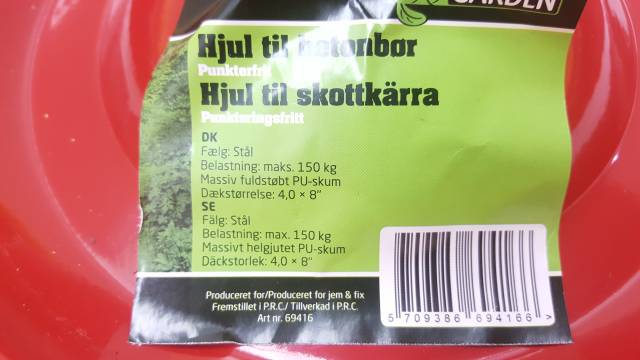 GARDEN
Hjul til betonbør
Punkterfrit
Hjul til skottkärra
Punkteringsfritt
DK
Fælg: Stål
Belastning: maks. 150 kg
Massiv fuldstøbt PU-skum
Dækstørrelse: 4,0 × 8"
SE
Fälg: Stål
Belastning: max. 150 kg
Massivt helgjutet PU-skum
Däckstorlek: 4,0 × 8"
Produceret for/Produceret for jem & fix
Fremstillet i P.R.C./ Tillverkad i P.R.C.
Art nr. 69416
5 709386 694166 >